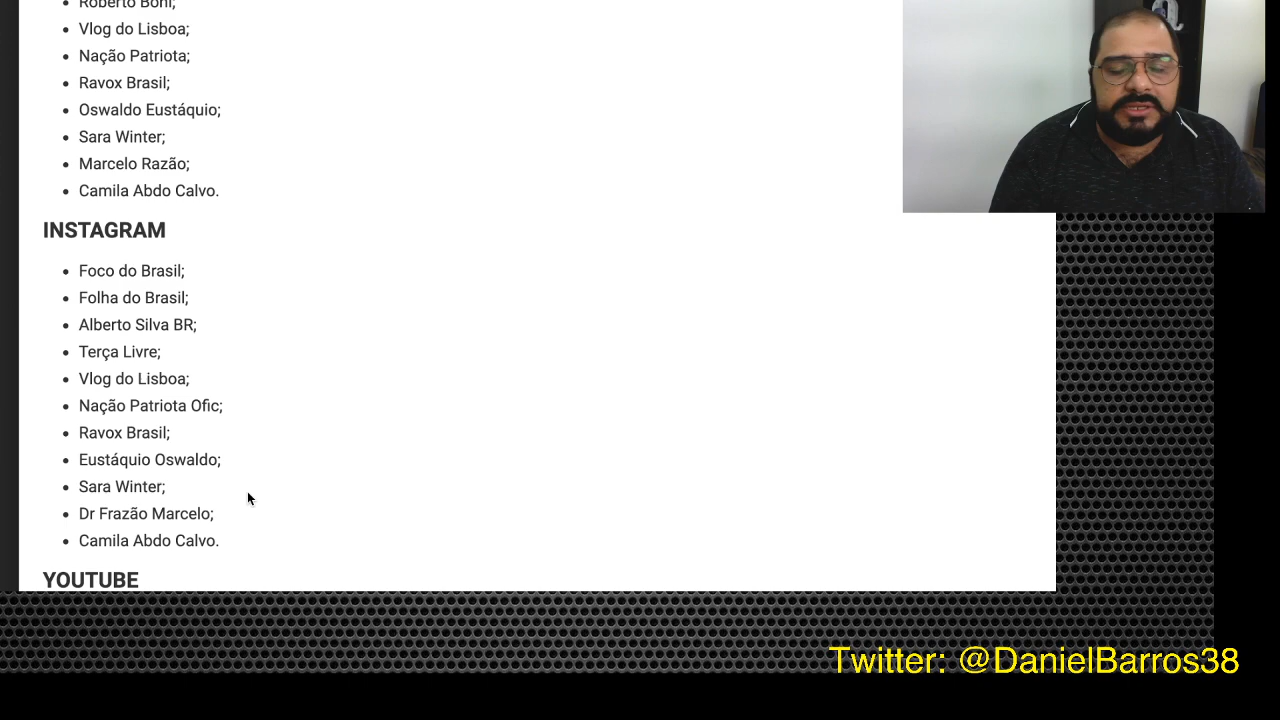 Roberto Boni;
Vlog do Lisboa;
Nação Patriota;
Ravox Brasil;
Oswaldo Eustáquio;
Sara Winter;
Marcelo Razão;
Camila Abdo Calvo.
INSTAGRAM
Foco do Brasil;
Folha do Brasil;
Alberto Silva BR;
Terça Livre;
Vlog do Lisboa;
Nação Patriota Ofic;
Ravox Brasil;
Eustáquio Oswaldo;
Sara Winter;
Dr Frazão Marcelo;
Camila Abdo Calvo.
YOUTUBE
Twitter: @DanielBarros38